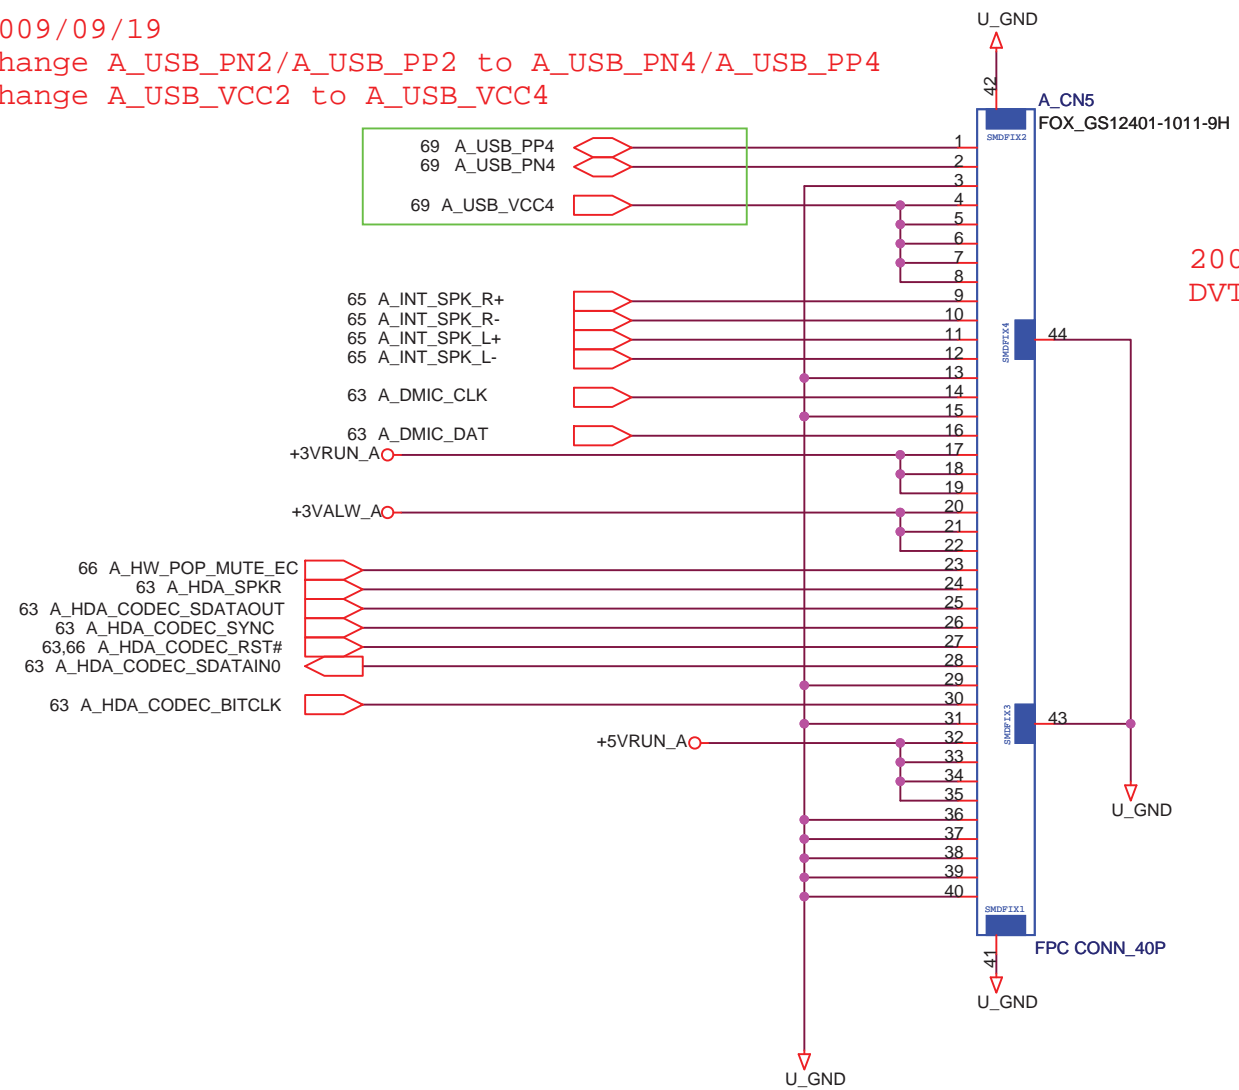 009/09/19
hange A_USB_PN2/A_USB_PP2 to A_USB_PN4/A_USB_PP4
hange A_USB_VCC2 to A_USB_VCC4
U_GND
42
A_CN5
FOX_GS12401-1011-9H
SMDFIX2
69 A_USB_PP4 1
69 A_USB_PN4 2
3
69 A_USB_VCC4 4
5
6
7
8
200
DVT
65 A_INT_SPK_R+ 9
65 A_INT_SPK_R- 10
65 A_INT_SPK_L+ 11
65 A_INT_SPK_L- 12
SMDFIX4
44
13
63 A_DMIC_CLK 14
15
63 A_DMIC_DAT 16
+3VRUN_A 17
18
19
+3VALW_A 20
21
22
66 A_HW_POP_MUTE_EC 23
63 A_HDA_SPKR 24
63 A_HDA_CODEC_SDATAOUT 25
63 A_HDA_CODEC_SYNC 26
63,66 A_HDA_CODEC_RST# 27
63 A_HDA_CODEC_SDATAIN0 28
29
63 A_HDA_CODEC_BITCLK 30
31
SMDFIX3
43
+5VRUN_A 32
33
34
35
U_GND
36
37
38
39
40
SMDFIX1
FPC CONN_40P
41
U_GND
U_GND